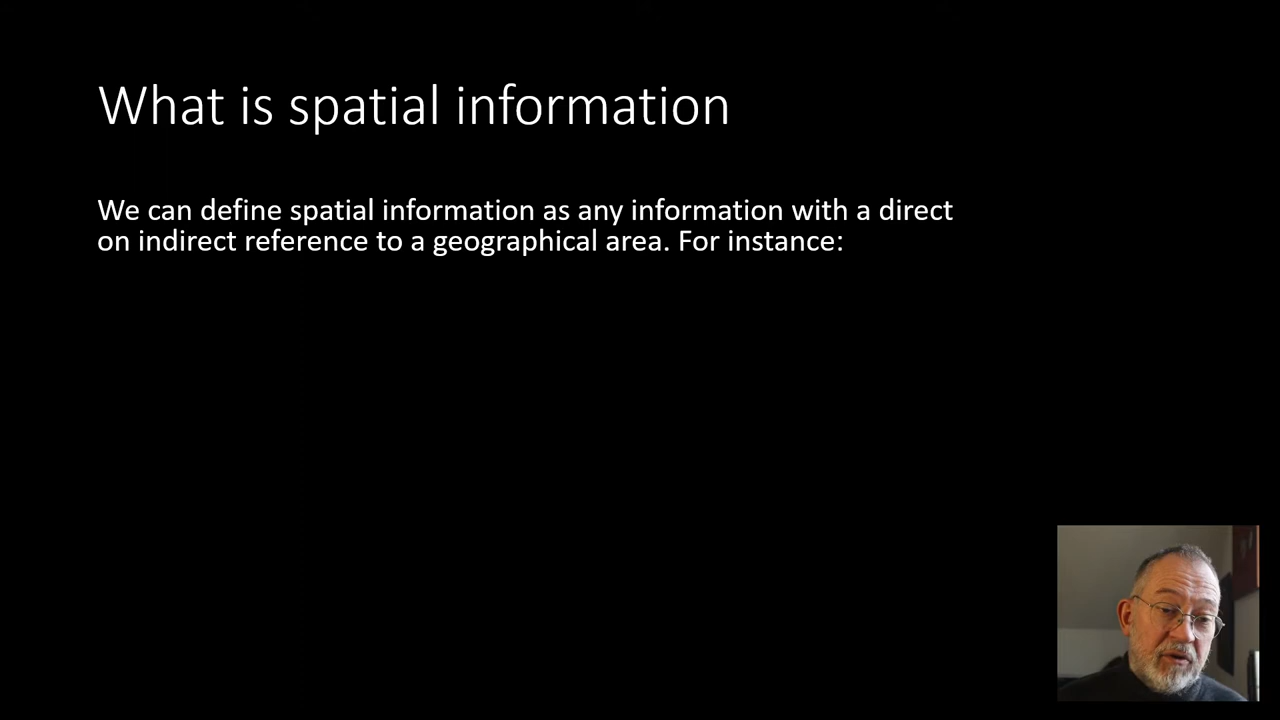 What is spatial information
We can define spatial information as any information with a direct
on indirect reference to a geographical area. For instance: